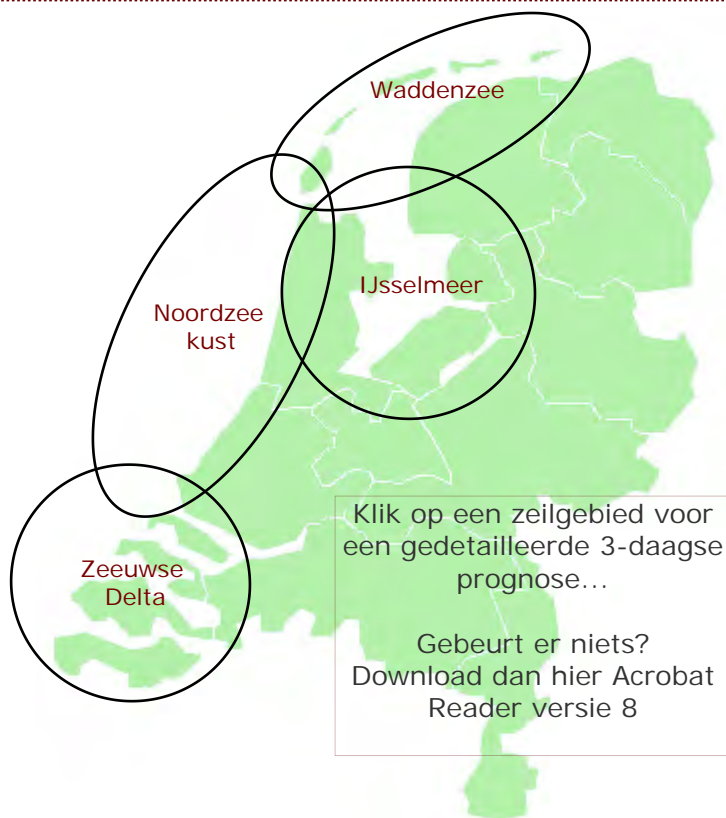 Waddenzee
IJsselmeer
Noordzee
kust
Zeeuwse
Delta
Klik op een zeilgebied voor
een gedetailleerde 3-daagse
prognose…
Gebeurt er niets?
Download dan hier Acrobat
Reader versie 8